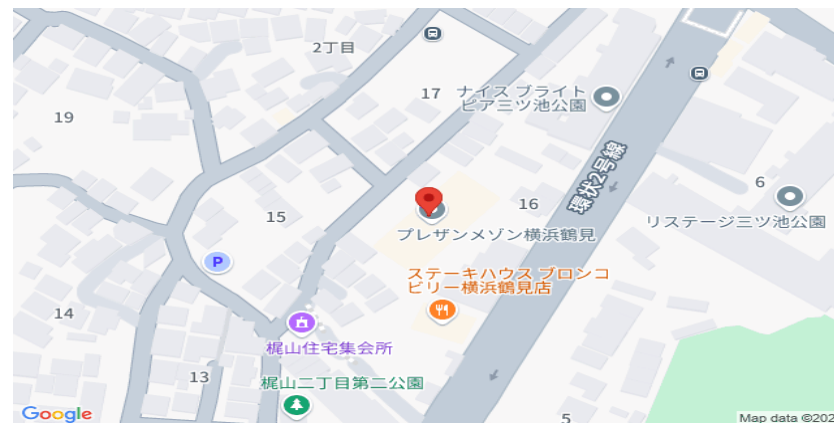 2丁目
17
ナイス ブライト
ピア三ツ池公園
19
環状2号線
6
16
15
リステージ三ツ池公園
プレザンメゾン横浜鶴見
P
ステーキハウス ブロンコ
ビリー横浜鶴見店
14
梶山住宅集会所
13
梶山二丁目第二公園
5
Google
Map data ©202